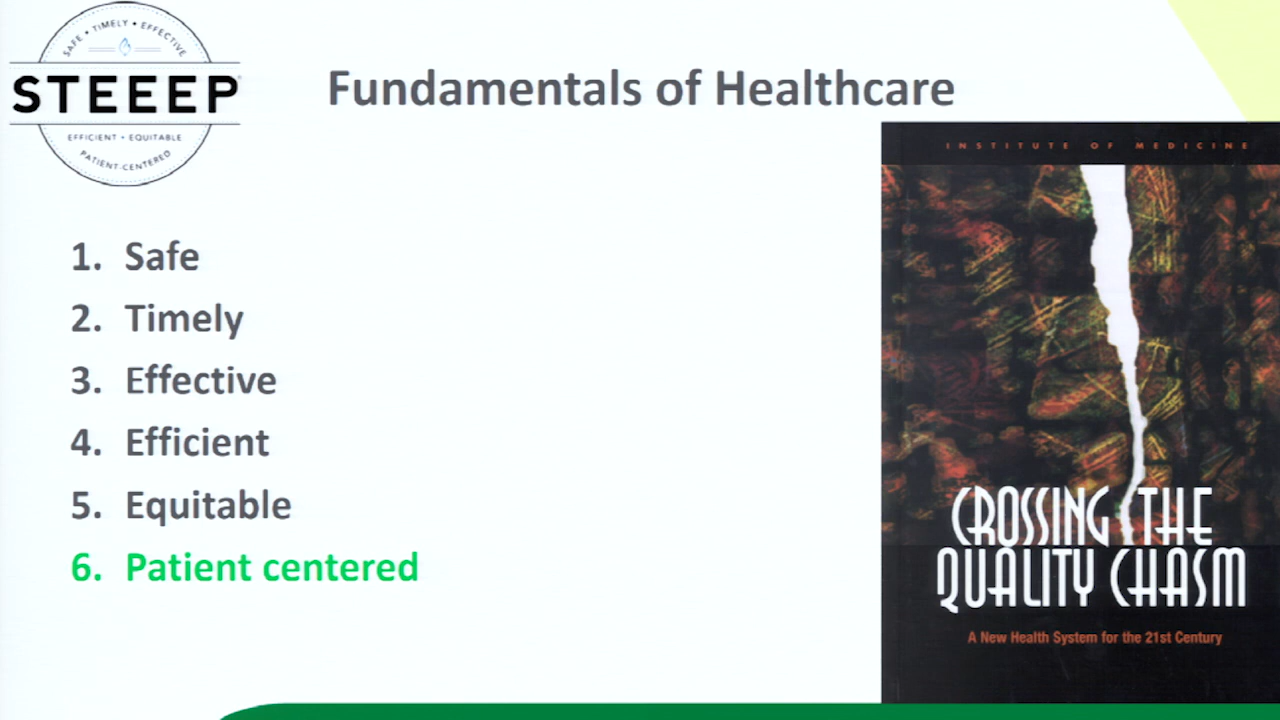 SAFE • TIMELY • EFFECTIVE
STEEEP
EFFICIENT • EQUITABLE
PATIENT-CENTERED
Fundamentals of Healthcare
INSTITUTE OF MEDICINE
1. Safe
2. Timely
3. Effective
4. Efficient
5. Equitable
6. Patient centered
CROSSING THE
QUALITY CHASM
A New Health System for the 21st Century